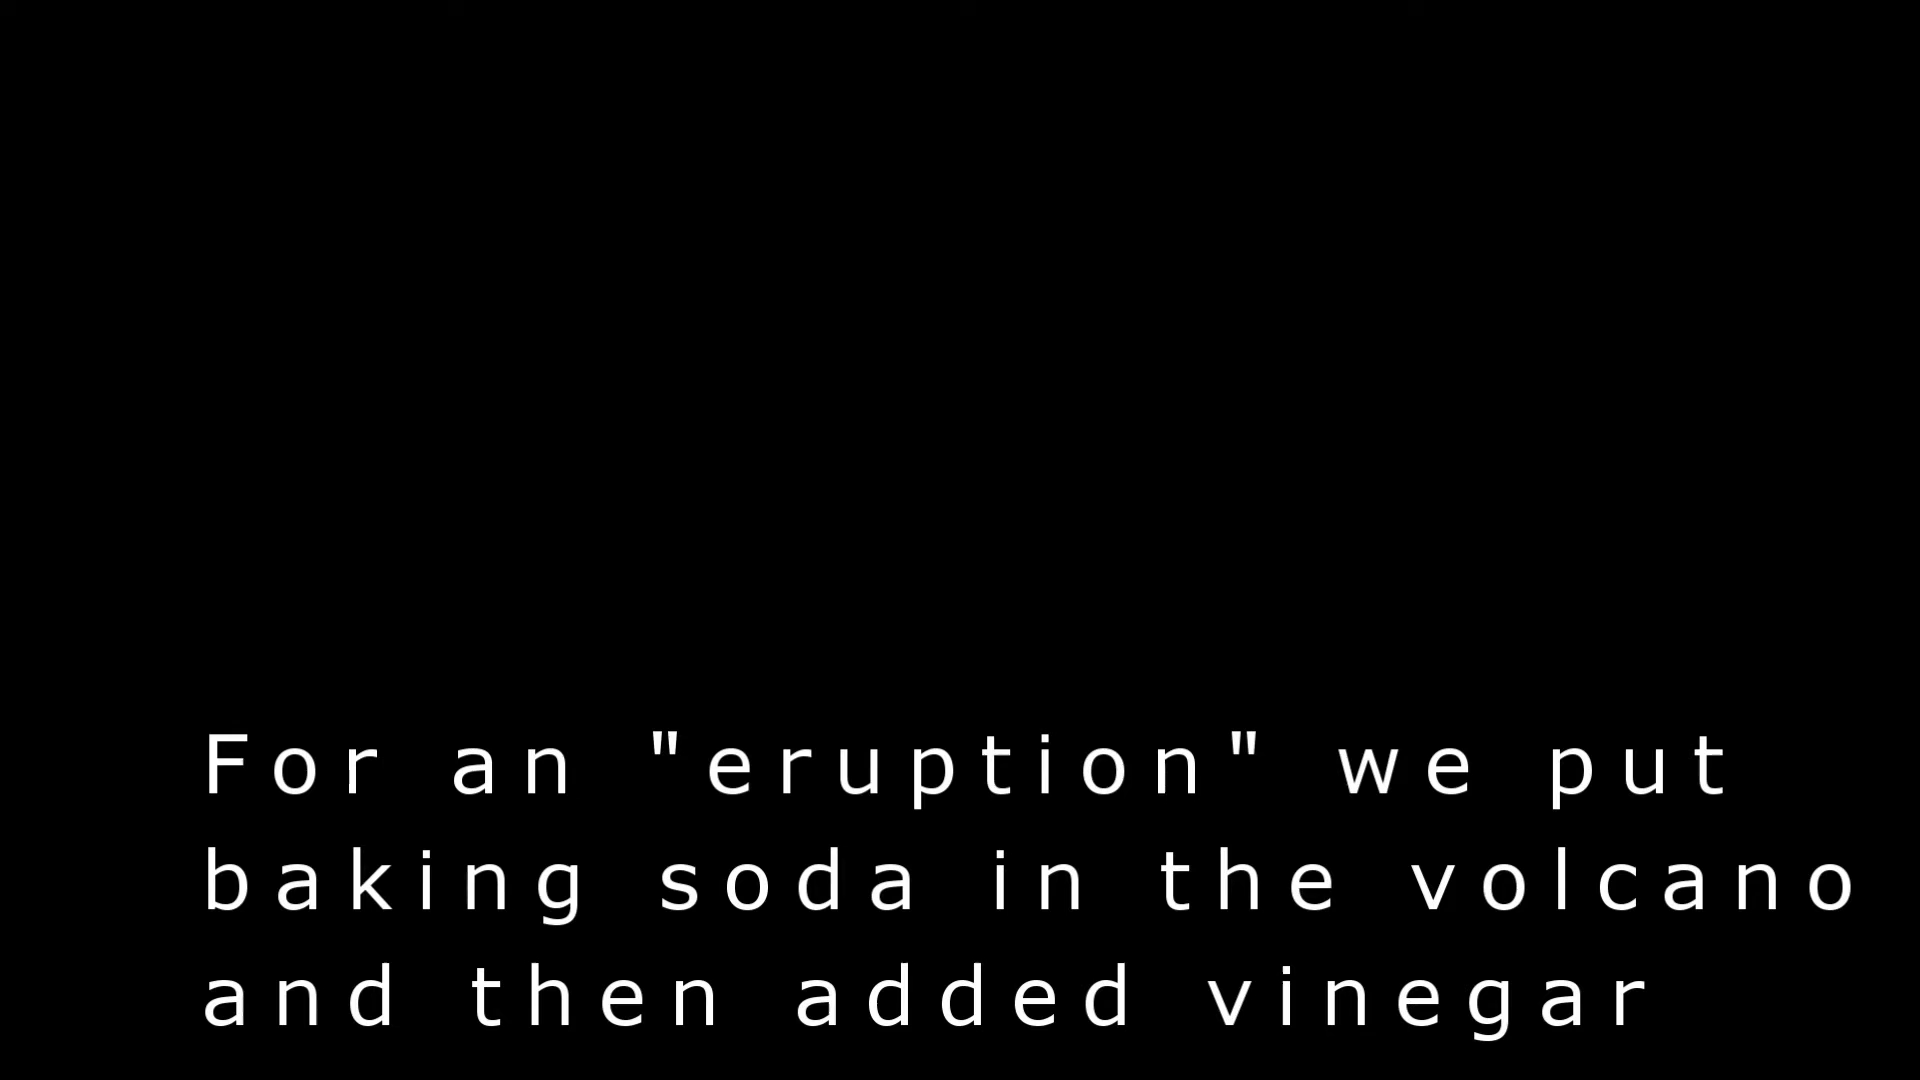 For an "eruption" we put
baking soda in the volcano
and then added vinegar